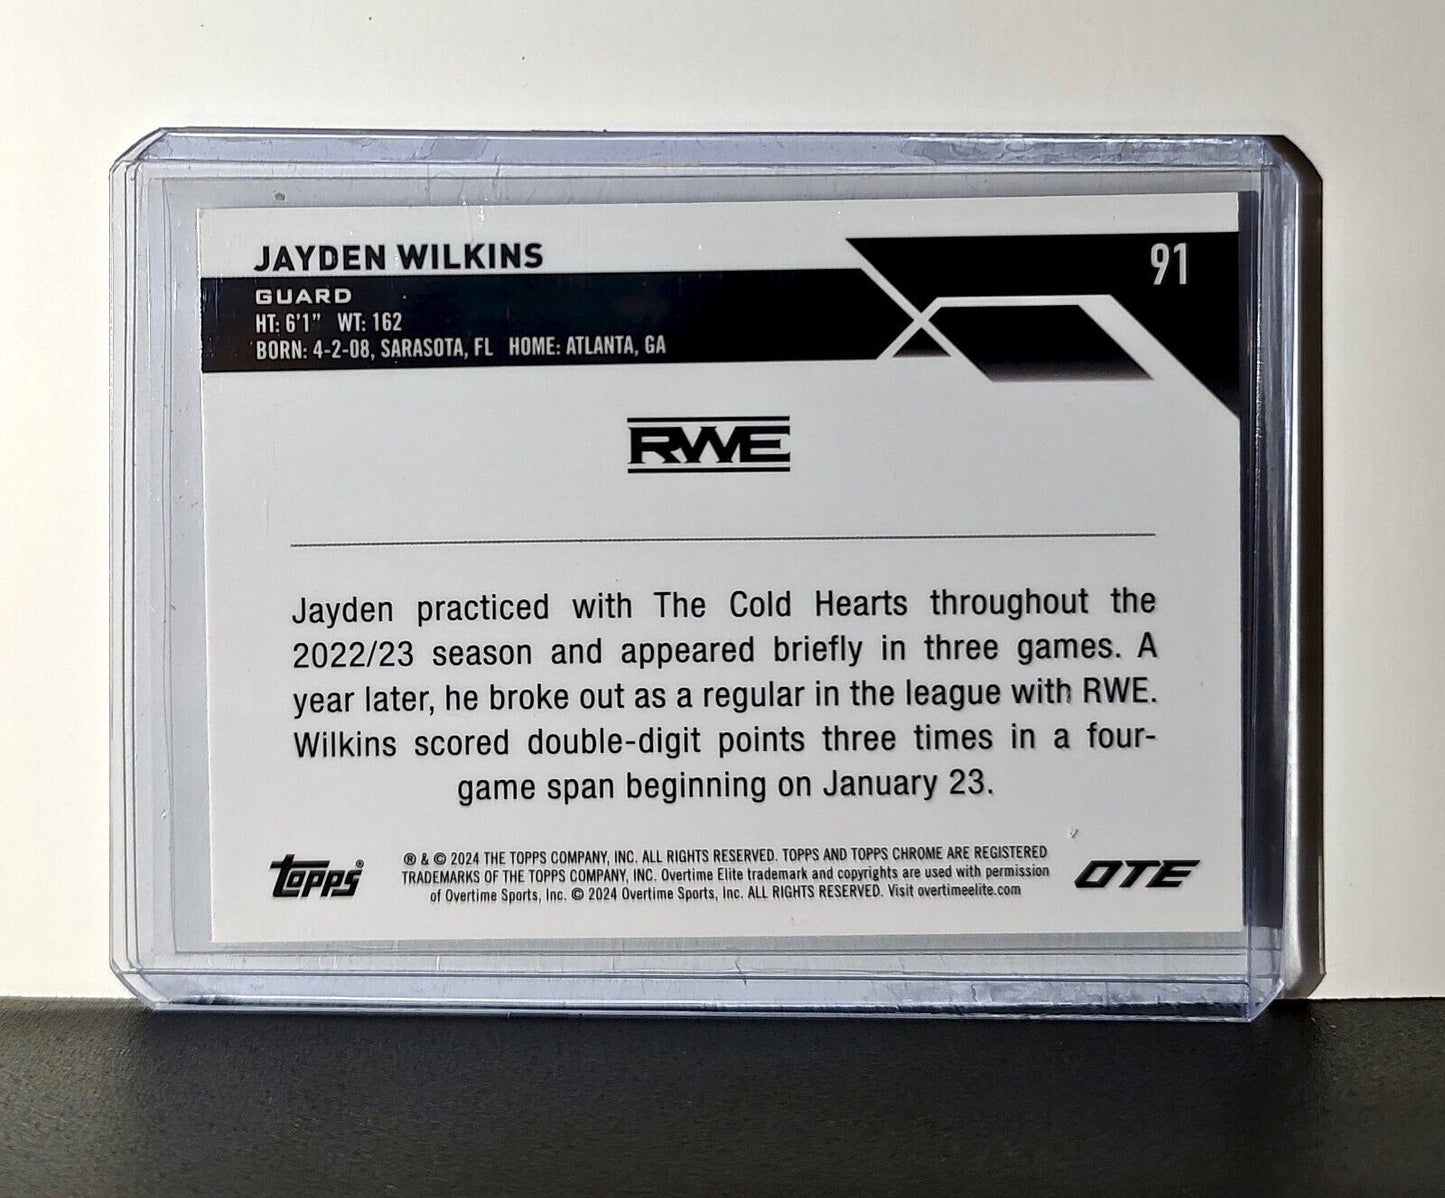 JAYDEN WILKINS
91
GUARD
HT: 6'1" WT: 162
BORN: 4-2-08, SARASOTA, FL HOME: ATLANTA, GA
RWE
Jayden practiced with The Cold Hearts throughout the
2022/23 season and appeared briefly in three games. A
year later, he broke out as a regular in the league with RWE.
Wilkins scored double-digit points three times in a four-
game span beginning on January 23.
Topps®
® & © 2024 THE TOPPS COMPANY, INC. ALL RIGHTS RESERVED. TOPPS AND TOPPS CHROME ARE REGISTERED
TRADEMARKS OF THE TOPPS COMPANY, INC. Overtime Elite trademark and copyrights are used with permission
of Overtime Sports, Inc. © 2024 Overtime Sports, Inc. ALL RIGHTS RESERVED. Visit overtimeelite.com
OTE